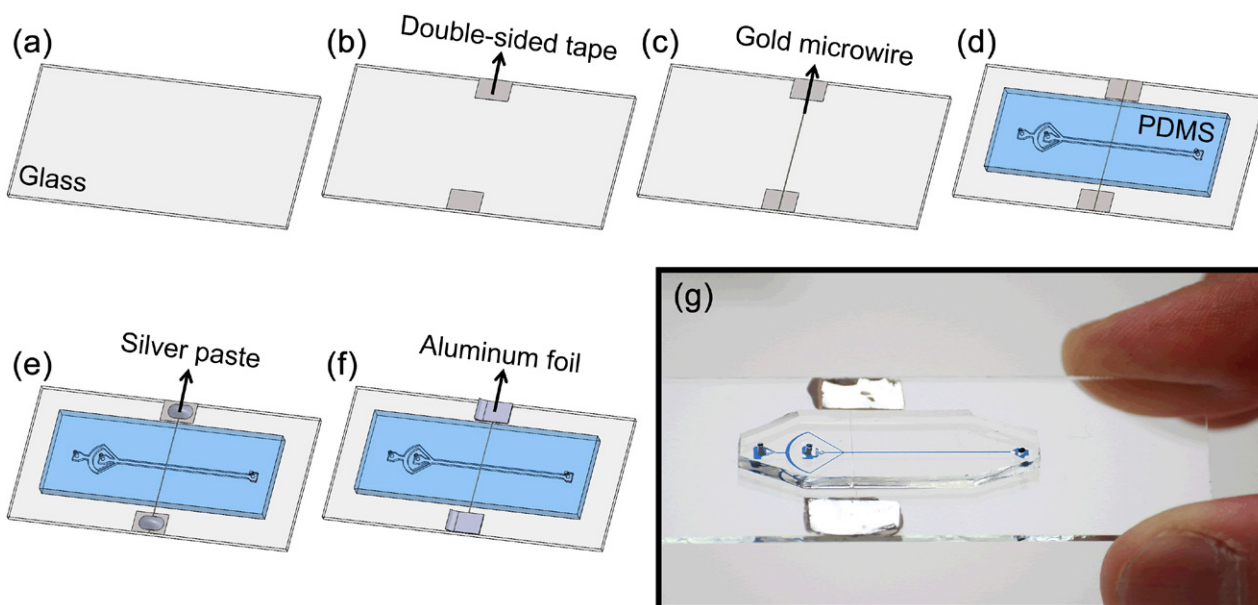 (a)
Glass
(b)
Double-sided tape
(c)
Gold microwire
(d)
PDMS
(e)
Silver paste
(f)
Aluminum foil
(g)